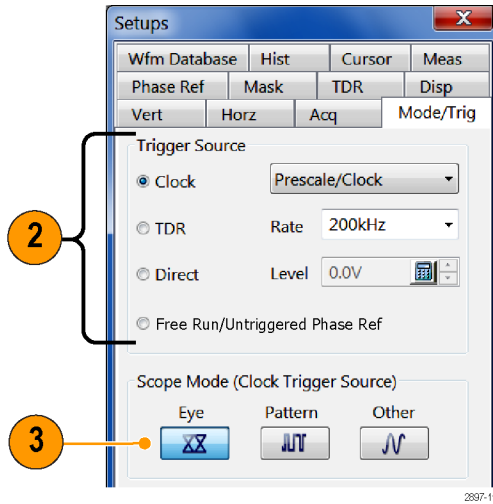 Setups
X
Wfm Database Hist Cursor Meas
Phase Ref Mask TDR Disp
Vert Horz Acq Mode/Trig
Trigger Source
Clock Prescale/Clock
2
TDR Rate 200kHz
Direct Level 0.0V
Free Run/Untriggered Phase Ref
Scope Mode (Clock Trigger Source)
Eye Pattern Other
3
2897-1